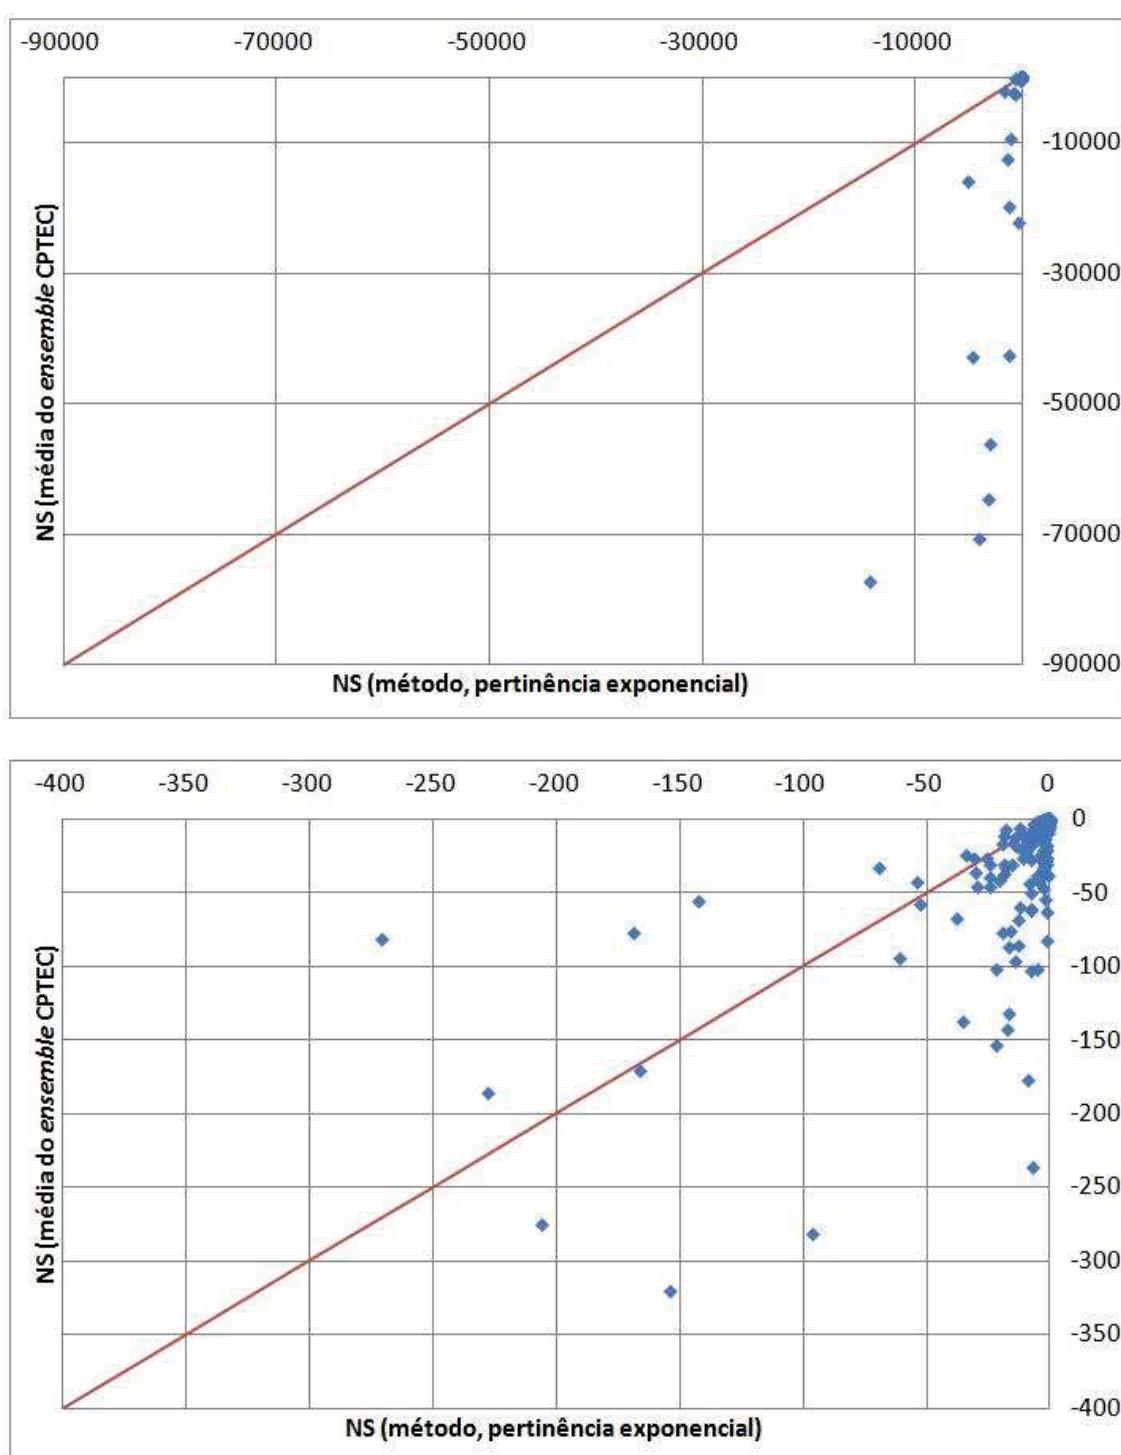 -90000 -70000 -50000 -30000 -10000
-10000
-30000
-50000
-70000
-90000
NS (média do ensemble CPTEC)
NS (método, pertinência exponencial)
-400 -350 -300 -250 -200 -150 -100 -50 0
0
-50
-100
-150
-200
-250
-300
-350
-400
NS (média do ensemble CPTEC)
NS (método, pertinência exponencial)